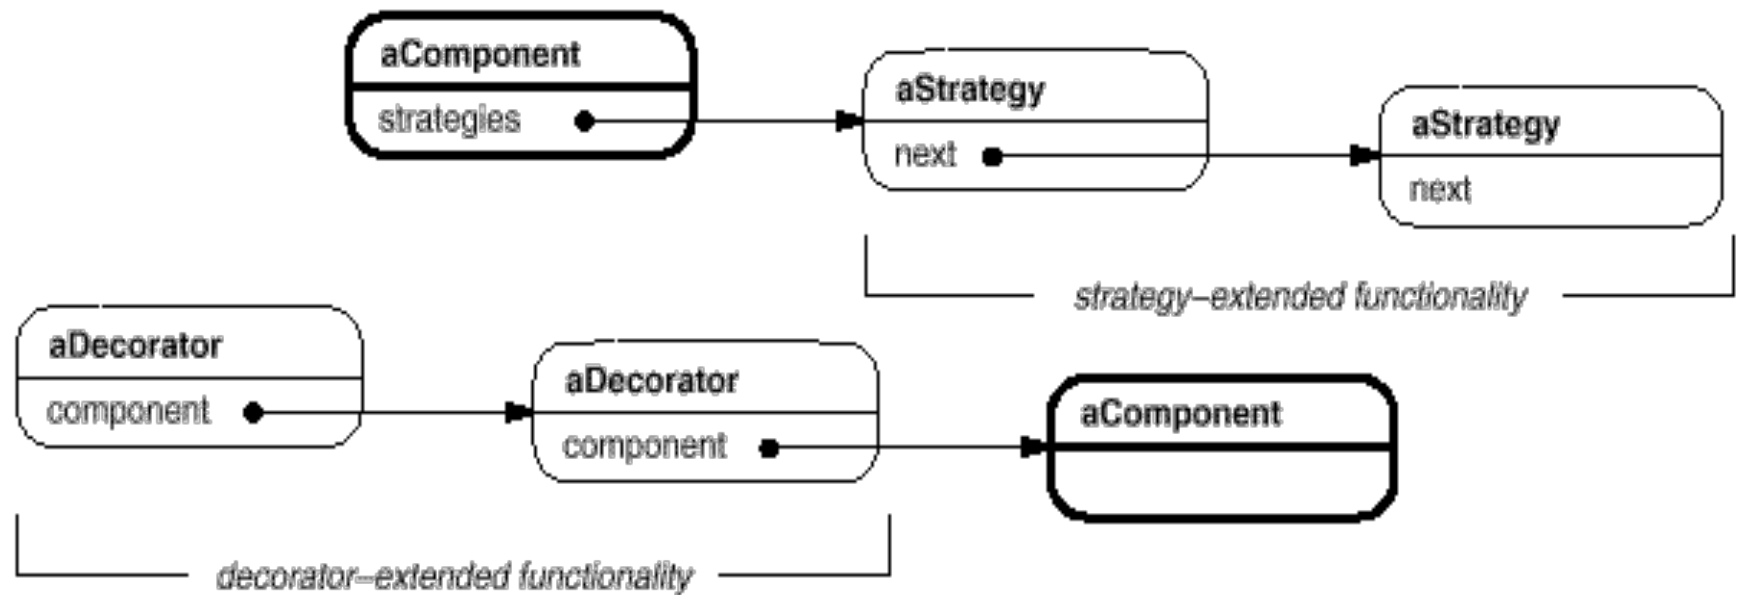 aComponent
strategies
aStrategy
next
aStrategy
next
strategy-extended functionality
aDecorator
component
aDecorator
component
aComponent
decorator-extended functionality